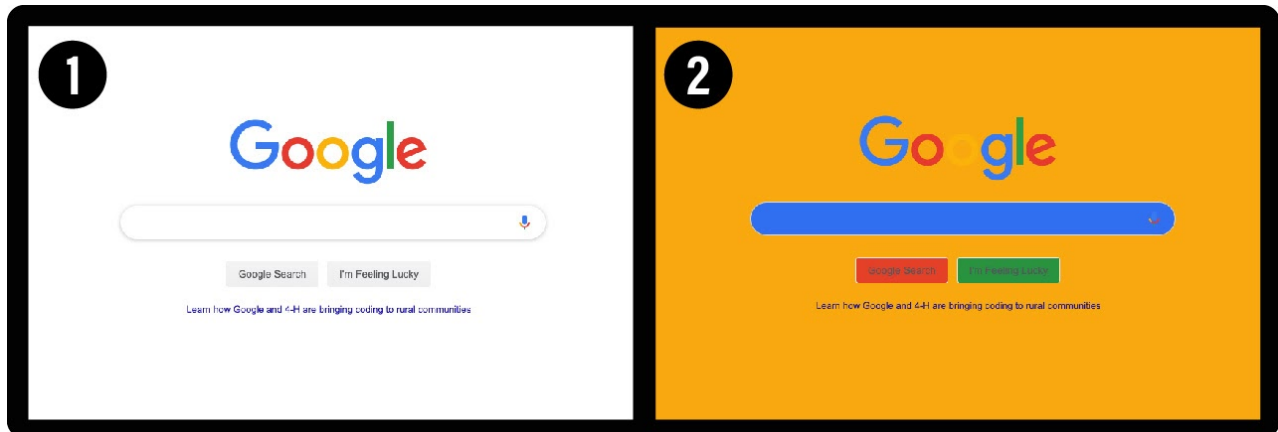 1
Google
Google Search
I'm Feeling Lucky
Learn how Google and 4-H are bringing coding to rural communities
2
Google
Google Search
I'm Feeling Lucky
Learn how Google and 4-H are bringing coding to rural communities